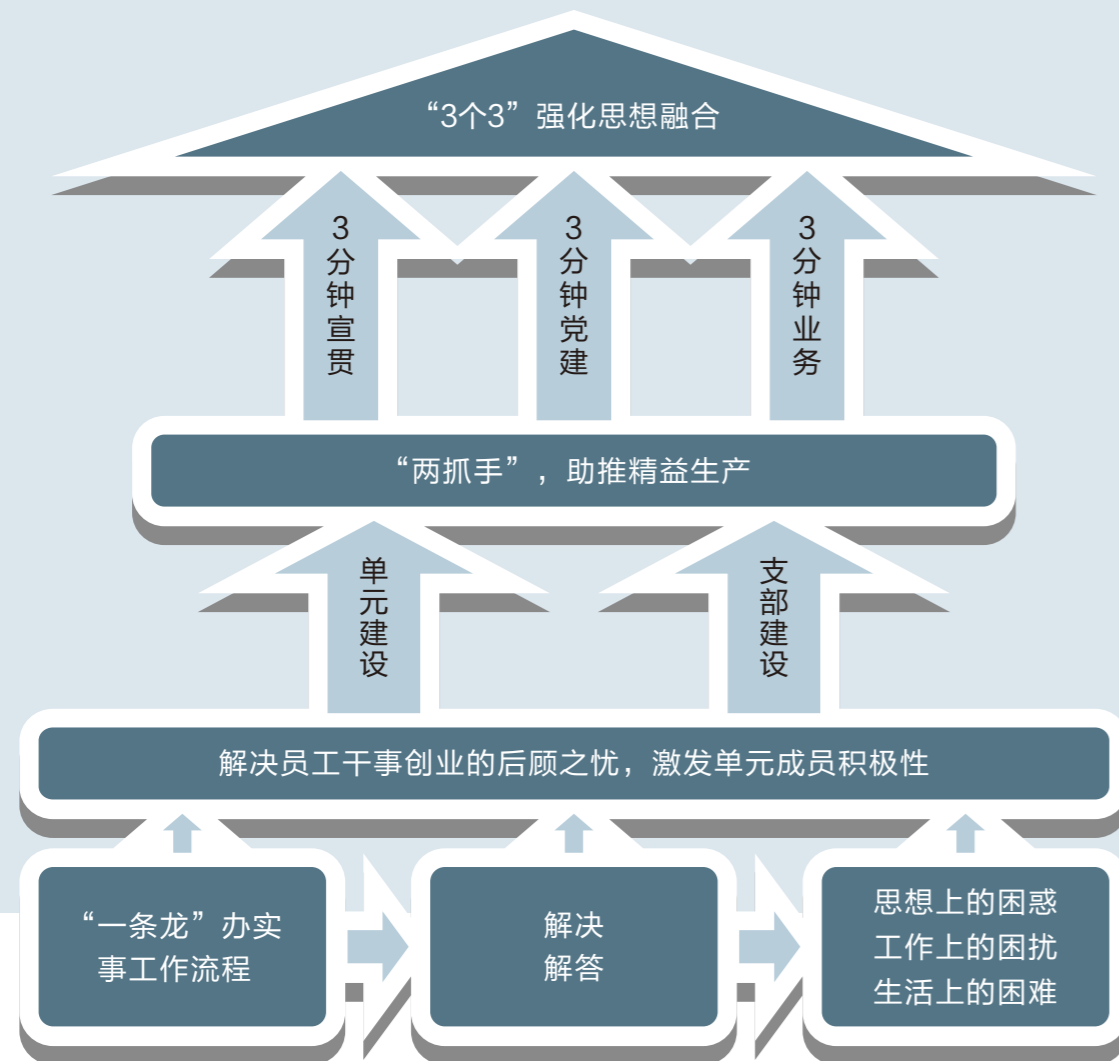 “3个3”强化思想融合
3分钟宣贯
3分钟党建
3分钟业务
“两抓手”，助推精益生产
单元建设
支部建设
解决员工干事创业的后顾之忧，激发单元成员积极性
“一条龙”办实
事工作流程
解决
解答
思想上的困惑
工作上的困扰
生活上的困难